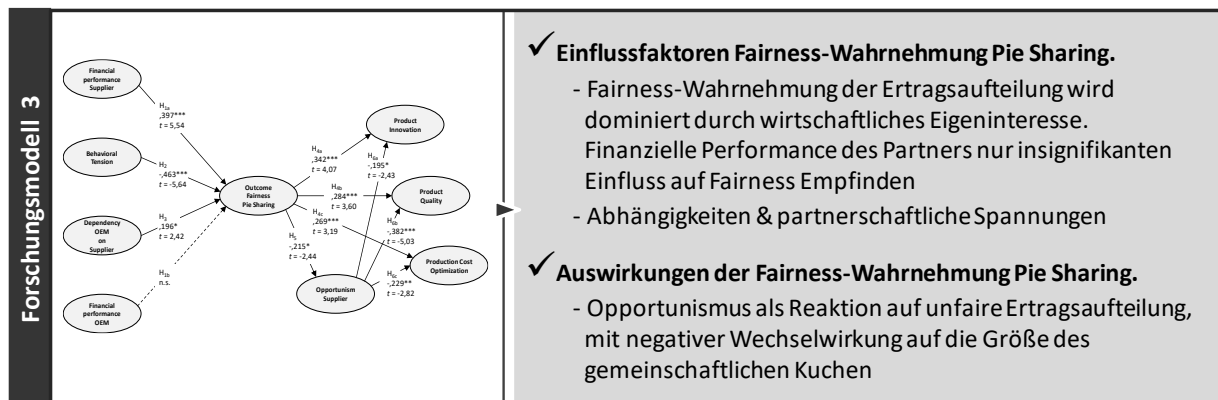 Forschungsmodell 3
Financial
performance
Supplier
H1a
,397***
t = 5,54
Behavioral
Tension
H2
-,463***
t = -5,64
Dependency
OEM
on
Supplier
H3
,196*
t = 2,42
Financial
performance
OEM
H1b
n.s.
Outcome
Fairness
Pie Sharing
H4a
,342***
t = 4,07
H4b
,284***
t = 3,60
H4c
,269***
t = 3,19
H5
-,215*
t = -2,44
Opportunism
Supplier
H6a
-,195*
t = -2,43
H6b
-,382***
t = -5,03
H6c
-,229**
t = -2,82
Product
Innovation
Product
Quality
Production Cost
Optimization
✓ Einflussfaktoren Fairness-Wahrnehmung Pie Sharing.
- Fairness-Wahrnehmung der Ertragsaufteilung wird
dominiert durch wirtschaftliches Eigeninteresse.
Finanzielle Performance des Partners nur insignifikanten
Einfluss auf Fairness Empfinden
- Abhängigkeiten & partnerschaftliche Spannungen
✓ Auswirkungen der Fairness-Wahrnehmung Pie Sharing.
- Opportunismus als Reaktion auf unfaire Ertragsaufteilung,
mit negativer Wechselwirkung auf die Größe des
gemeinschaftlichen Kuchen